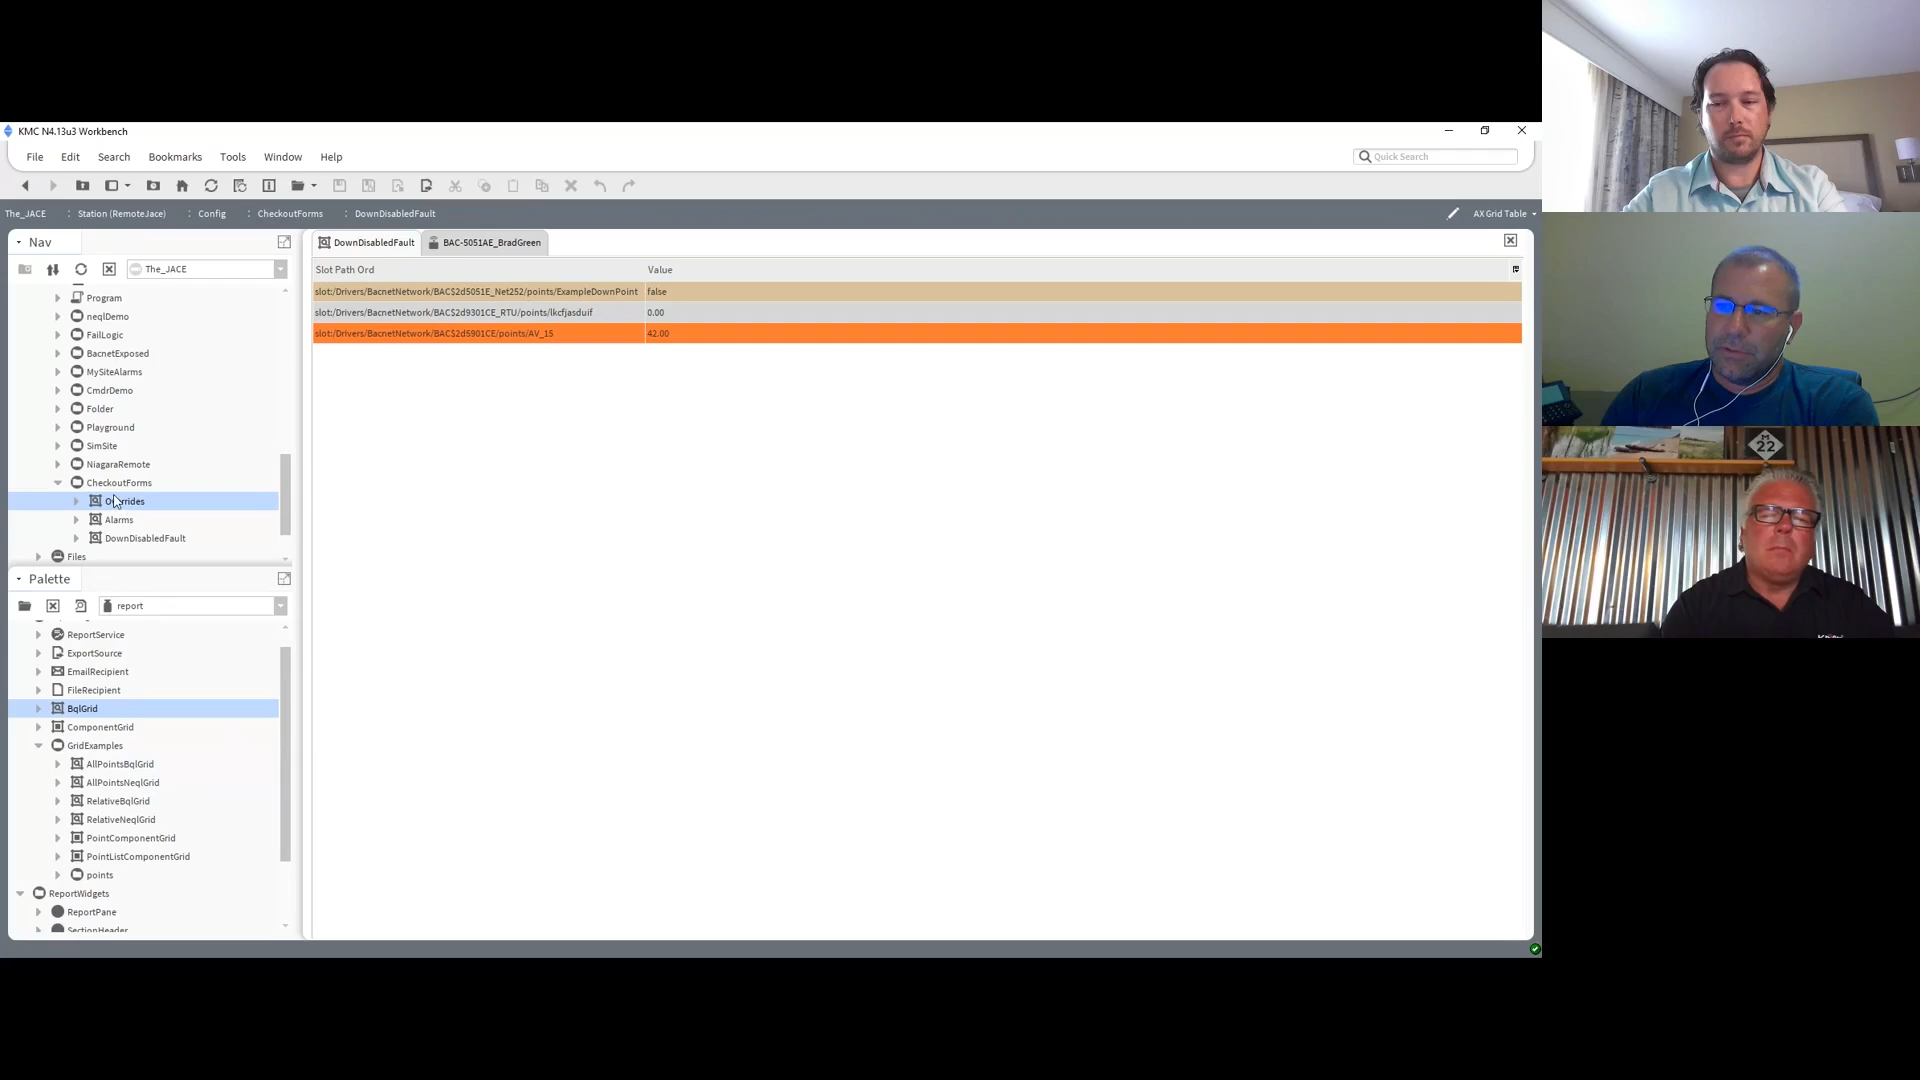 KMC N4.13u3 Workbench
File Edit Search Bookmarks Tools Window Help
Quick Search
The_JACE : Station (RemoteJace) : Config : CheckoutForms : DownDisabledFault
AX Grid Table
Nav
The_JACE
Program
neqlDemo
FailLogic
BacnetExposed
MySiteAlarms
CmdrDemo
Folder
Playground
SimSite
NiagaraRemote
CheckoutForms
Overrides
Alarms
DownDisabledFault
Files
Palette
report
ReportService
ExportSource
EmailRecipient
FileRecipient
BqlGrid
ComponentGrid
GridExamples
AllPointsBqlGrid
AllPointsNeqlGrid
RelativeBqlGrid
RelativeNeqlGrid
PointComponentGrid
PointListComponentGrid
points
ReportWidgets
ReportPane
SectionHeader
DownDisabledFault BAC-5051AE_BradGreen
Slot Path Ord Value
slot:/Drivers/BacnetNetwork/BAC$2d5051E_Net252/points/ExampleDownPoint false
slot:/Drivers/BacnetNetwork/BAC$2d9301CE_RTU/points/lkcfjasduif 0.00
slot:/Drivers/BacnetNetwork/BAC$2d5901CE/points/AV_15 42.00
M
22